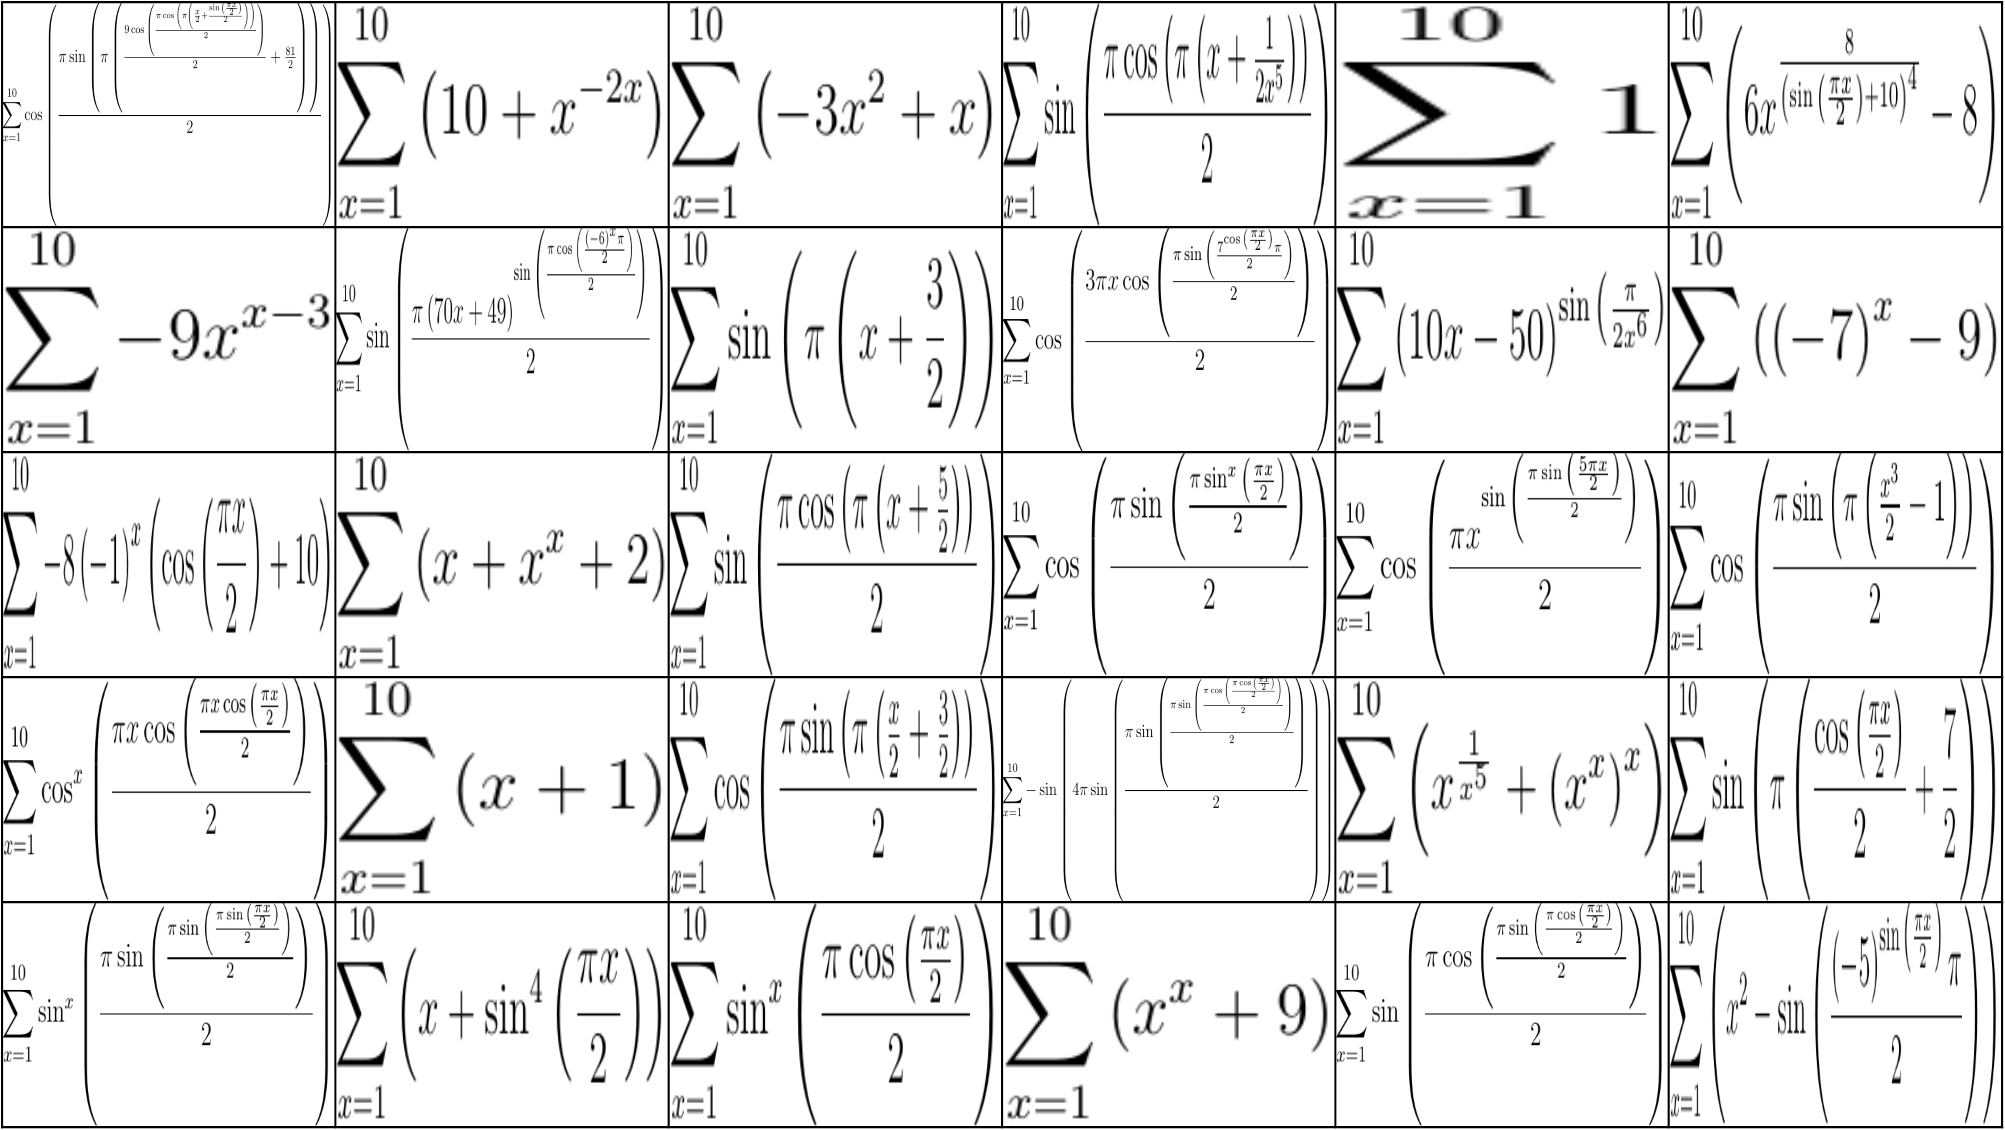 \sum_{x=1}^{10} \cos\left(\frac{\pi \sin\left(\pi\left(\frac{9\cos\left(\frac{\pi\cos\left(\pi\left(\frac{x}{2}+\frac{\sin\left(\frac{\pi x}{2}\right)}{2}\right)\right)}{2}\right)}{2}+\frac{81}{2}\right)\right)}{2}\right)
\sum_{x=1}^{10} \left(10+x^{-2x}\right)
\sum_{x=1}^{10} \left(-3x^{2}+x\right)
\sum_{x=1}^{10} \sin\left(\frac{\pi\cos\left(\pi\left(x+\frac{1}{2x^{5}}\right)\right)}{2}\right)
\sum_{x=1}^{10} 1
\sum_{x=1}^{10} \left(6x^{\frac{8}{\left(\sin\left(\frac{\pi x}{2}\right)+10\right)^{4}}}-8\right)
\sum_{x=1}^{10} -9x^{x-3}
\sum_{x=1}^{10} \sin\left(\frac{\pi\left(70x+49\right)^{\sin\left(\frac{\pi\cos\left(\frac{(-6)^{x}\pi}{2}\right)}{2}\right)}}{2}\right)
\sum_{x=1}^{10} \sin\left(\pi\left(x+\frac{3}{2}\right)\right)
\sum_{x=1}^{10} \cos\left(\frac{3\pi x\cos\left(\frac{\pi\sin\left(\frac{7^{\cos\left(\frac{\pi x}{2}\right)}\pi}{2}\right)}{2}\right)}{2}\right)
\sum_{x=1}^{10} \left(10x-50\right)^{\sin\left(\frac{\pi}{2x^{6}}\right)}
\sum_{x=1}^{10} \left((-7)^{x}-9\right)
\sum_{x=1}^{10} -8\left(-1\right)^{x}\left(\cos\left(\frac{\pi x}{2}\right)+10\right)
\sum_{x=1}^{10} \left(x+x^{x}+2\right)
\sum_{x=1}^{10} \sin\left(\frac{\pi\cos\left(\pi\left(x+\frac{5}{2}\right)\right)}{2}\right)
\sum_{x=1}^{10} \cos\left(\frac{\pi\sin\left(\frac{\pi\sin^{x}\left(\frac{\pi x}{2}\right)}{2}\right)}{2}\right)
\sum_{x=1}^{10} \cos\left(\frac{\pi x^{\sin\left(\frac{\pi\sin\left(\frac{5\pi x}{2}\right)}{2}\right)}}{2}\right)
\sum_{x=1}^{10} \cos\left(\frac{\pi\sin\left(\pi\left(\frac{x^{3}}{2}-1\right)\right)}{2}\right)
\sum_{x=1}^{10} \cos^{x}\left(\frac{\pi x\cos\left(\frac{\pi x\cos\left(\frac{\pi x}{2}\right)}{2}\right)}{2}\right)
\sum_{x=1}^{10} \left(x+1\right)
\sum_{x=1}^{10} \cos\left(\frac{\pi\sin\left(\pi\left(\frac{x}{2}+\frac{3}{2}\right)\right)}{2}\right)
\sum_{x=1}^{10} -\sin\left(4\pi\sin\left(\frac{\pi\sin\left(\frac{\pi\sin\left(\frac{\pi\cos\left(\frac{\pi\cos\left(\frac{\pi x}{2}\right)}{2}\right)}{2}\right)}{2}\right)}{2}\right)\right)
\sum_{x=1}^{10} \left(x^{\frac{1}{x^{5}}}+\left(x^{x}\right)^{x}\right)
\sum_{x=1}^{10} \sin\left(\pi\left(\frac{\cos\left(\frac{\pi x}{2}\right)}{2}+\frac{7}{2}\right)\right)
\sum_{x=1}^{10} \sin^{x}\left(\frac{\pi\sin\left(\frac{\pi\sin\left(\frac{\pi\sin\left(\frac{\pi x}{2}\right)}{2}\right)}{2}\right)}{2}\right)
\sum_{x=1}^{10} \left(x+\sin^{4}\left(\frac{\pi x}{2}\right)\right)
\sum_{x=1}^{10} \sin^{x}\left(\frac{\pi\cos\left(\frac{\pi x}{2}\right)}{2}\right)
\sum_{x=1}^{10} \left(x^{x}+9\right)
\sum_{x=1}^{10} \sin\left(\frac{\pi\cos\left(\frac{\pi\sin\left(\frac{\pi\cos\left(\frac{\pi x}{2}\right)}{2}\right)}{2}\right)}{2}\right)
\sum_{x=1}^{10} \left(x^{2}-\sin\left(\frac{(-5)^{\sin\left(\frac{\pi x}{2}\right)}\pi}{2}\right)\right)